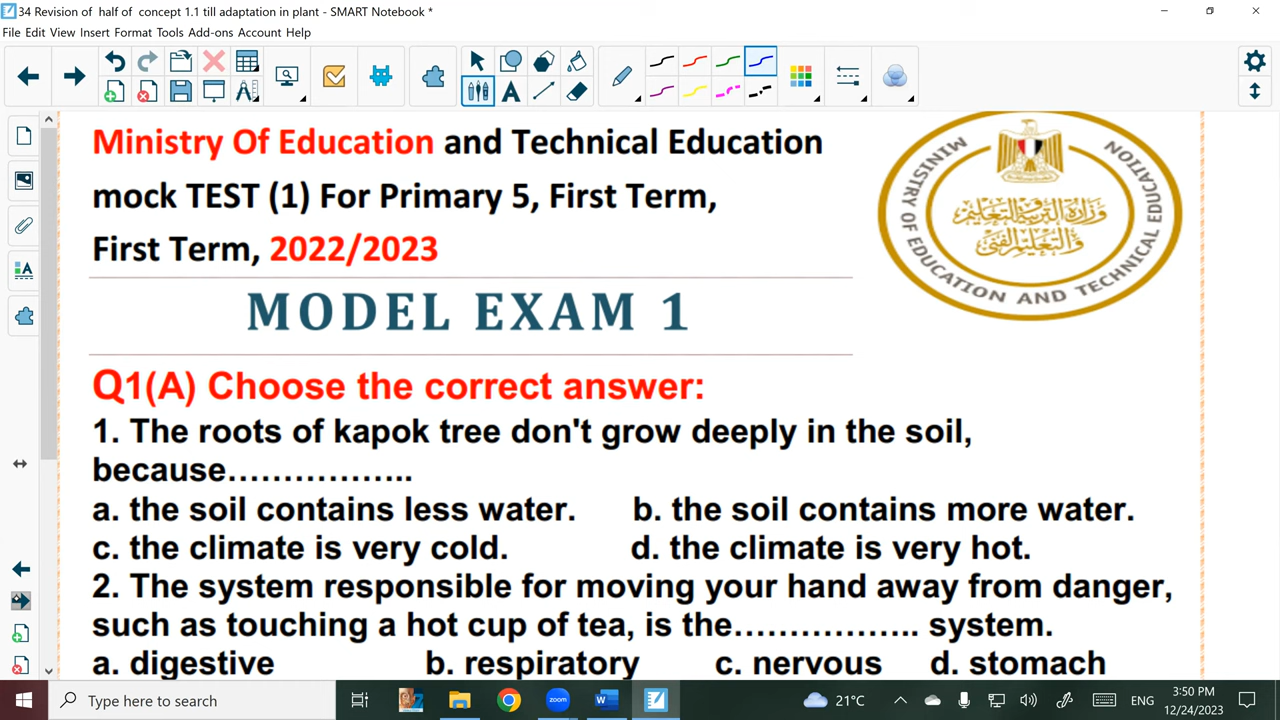 34 Revision of  half of  concept 1.1 till adaptation in plant - SMART Notebook *
File Edit View Insert Format Tools Add-ons Account Help
Ministry Of Education and Technical Education
mock TEST (1) For Primary 5, First Term,
First Term, 2022/2023
MINISTRY OF EDUCATION AND TECHNICAL EDUCATION
وزارة التربية والتعليم
والتعليم الفني
MODEL EXAM 1
Q1(A) Choose the correct answer:
1. The roots of kapok tree don't grow deeply in the soil,
because……………..
a. the soil contains less water. b. the soil contains more water.
c. the climate is very cold. d. the climate is very hot.
2. The system responsible for moving your hand away from danger,
such as touching a hot cup of tea, is the…………….. system.
a. digestive b. respiratory c. nervous d. stomach
Type here to search
zoom
21°C
ENG
3:50 PM
12/24/2023